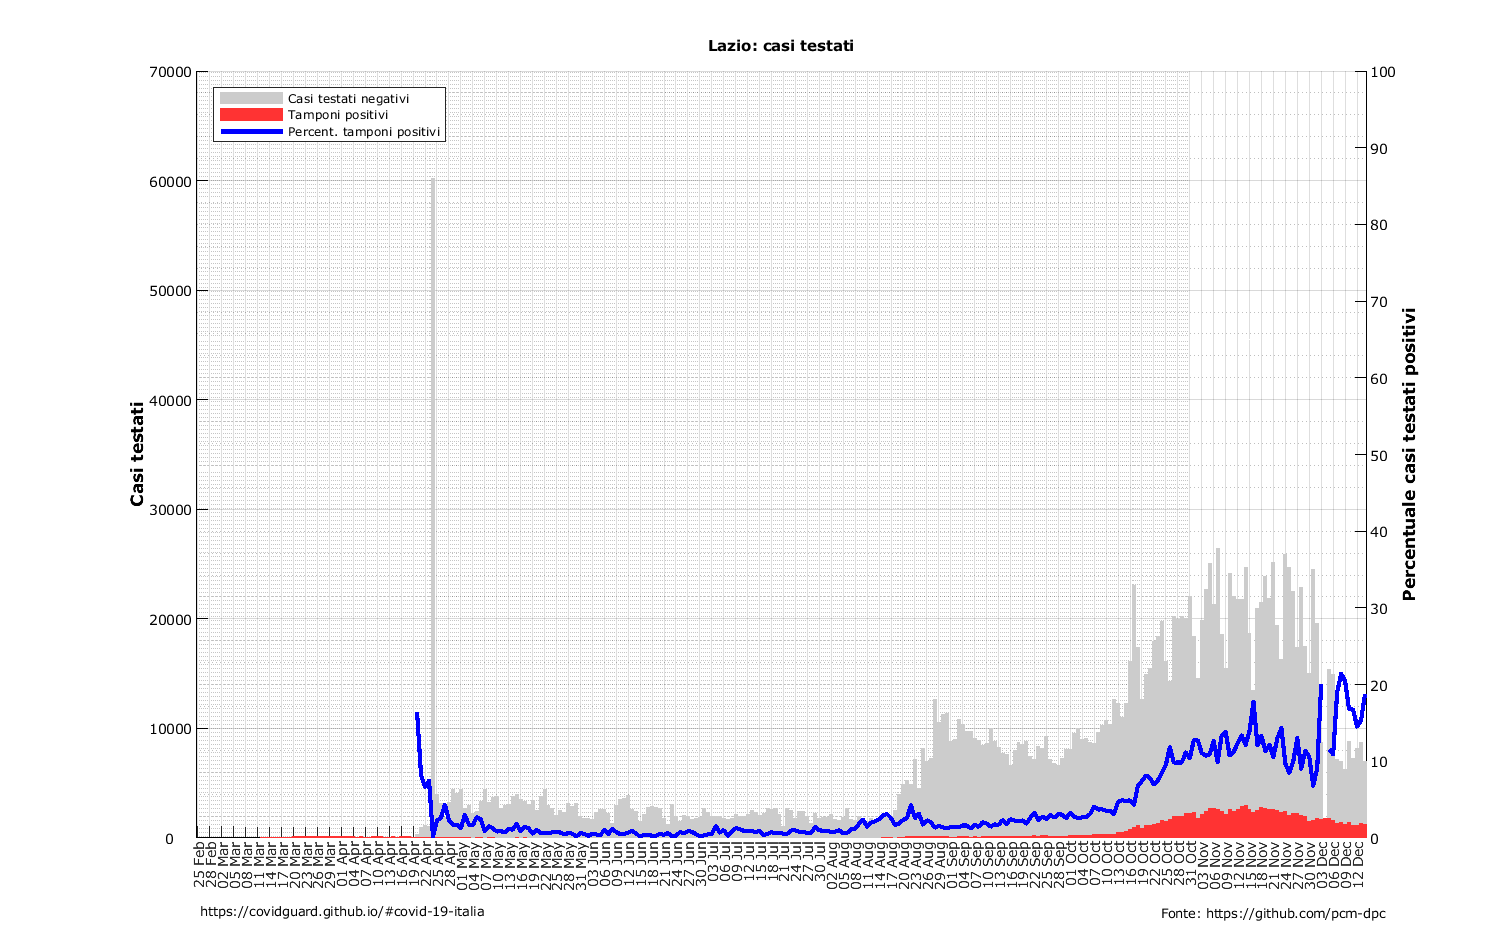 Lazio: casi testati
70000
60000
50000
40000
30000
20000
10000
0
Casi testati
Casi testati negativi
Tamponi positivi
Percent. tamponi positivi
100
90
80
70
60
50
40
30
20
10
0
Percentuale casi testati positivi
25 Feb
28 Feb
02 Mar
05 Mar
08 Mar
11 Mar
14 Mar
17 Mar
20 Mar
23 Mar
26 Mar
29 Mar
01 Apr
04 Apr
07 Apr
10 Apr
13 Apr
16 Apr
19 Apr
22 Apr
25 Apr
28 Apr
01 May
04 May
07 May
10 May
13 May
16 May
19 May
22 May
25 May
28 May
31 May
03 Jun
06 Jun
09 Jun
12 Jun
15 Jun
18 Jun
21 Jun
24 Jun
27 Jun
30 Jun
03 Jul
06 Jul
09 Jul
12 Jul
15 Jul
18 Jul
21 Jul
24 Jul
27 Jul
30 Jul
02 Aug
05 Aug
08 Aug
11 Aug
14 Aug
17 Aug
20 Aug
23 Aug
26 Aug
29 Aug
01 Sep
04 Sep
07 Sep
10 Sep
13 Sep
16 Sep
19 Sep
22 Sep
25 Sep
28 Sep
01 Oct
04 Oct
07 Oct
10 Oct
13 Oct
16 Oct
19 Oct
22 Oct
25 Oct
28 Oct
31 Oct
03 Nov
06 Nov
09 Nov
12 Nov
15 Nov
18 Nov
21 Nov
24 Nov
27 Nov
30 Nov
03 Dec
06 Dec
09 Dec
12 Dec
https://covidguard.github.io/#covid-19-italia
Fonte: https://github.com/pcm-dpc